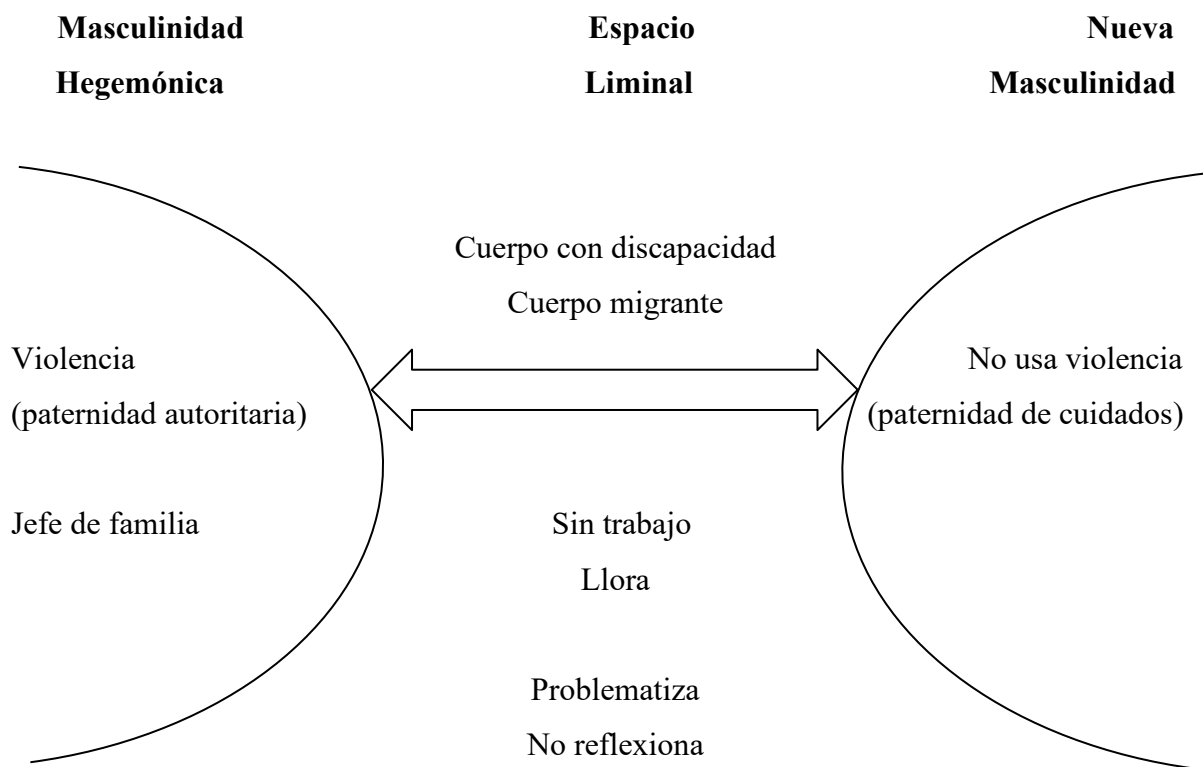 Masculinidad
Hegemónica
Espacio
Liminal
Nueva
Masculinidad
Cuerpo con discapacidad
Cuerpo migrante
Violencia
(paternidad autoritaria)
No usa violencia
(paternidad de cuidados)
Jefe de familia
Sin trabajo
Llora
Problematiza
No reflexiona